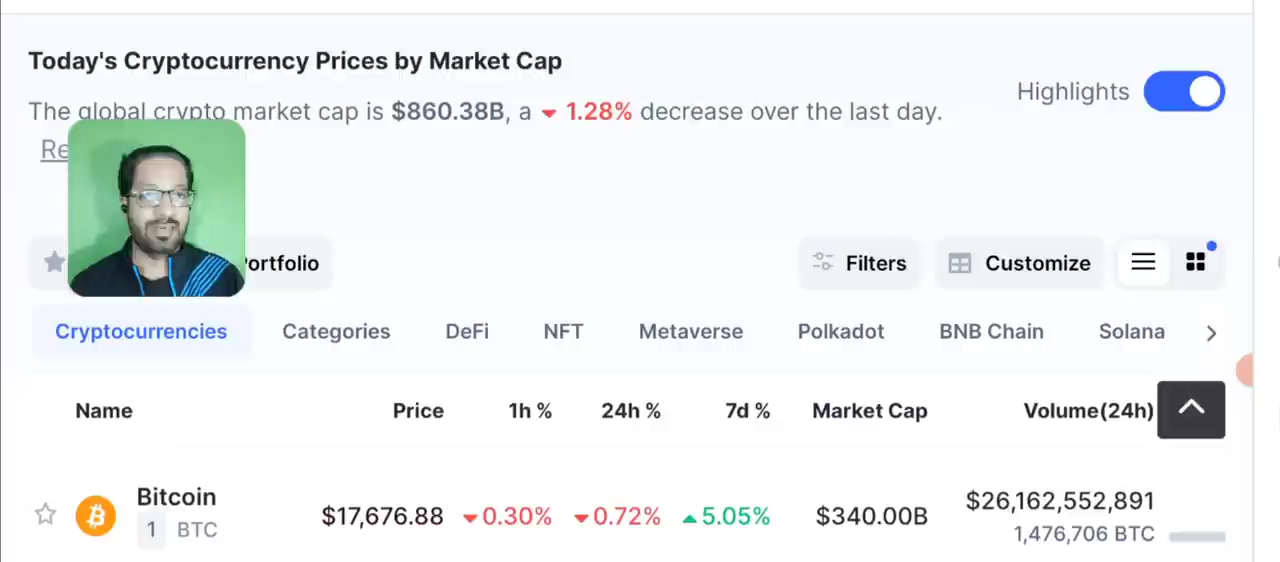 Today's Cryptocurrency Prices by Market Cap
The global crypto market cap is $860.38B, a 1.28% decrease over the last day.
Highlights
Filters
Customize
Cryptocurrencies Categories DeFi NFT Metaverse Polkadot BNB Chain Solana
Name Price 1h % 24h % 7d % Market Cap Volume(24h)
Bitcoin
1 BTC
$17,676.88 0.30% 0.72% 5.05% $340.00B
$26,162,552,891
1,476,706 BTC